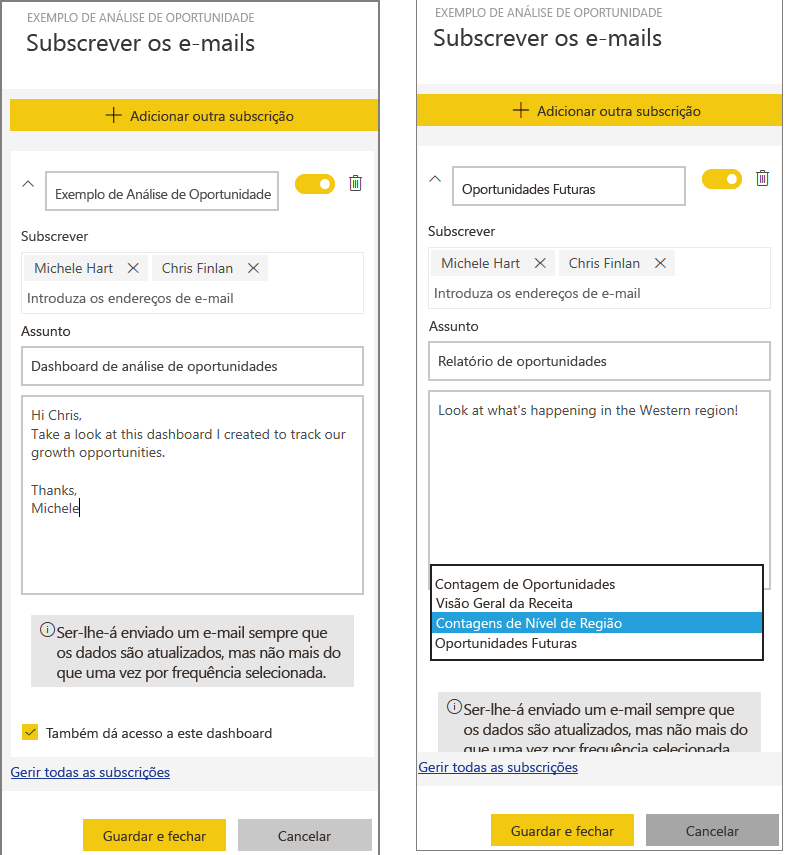 EXEMPLO DE ANÁLISE DE OPORTUNIDADE
Subscrever os e-mails
Adicionar outra subscrição
Exemplo de Análise de Oportunidade
Subscrever
Michele Hart Chris Finlan
Introduza os endereços de e-mail
Assunto
Dashboard de análise de oportunidades
Hi Chris,
Take a look at this dashboard I created to track our
growth opportunities.
Thanks,
Michele
Ser-lhe-á enviado um e-mail sempre que
os dados são atualizados, mas não mais do
que uma vez por frequência selecionada.
Também dá acesso a este dashboard
Gerir todas as subscrições
Guardar e fechar Cancelar
EXEMPLO DE ANÁLISE DE OPORTUNIDADE
Subscrever os e-mails
Adicionar outra subscrição
Oportunidades Futuras
Subscrever
Michele Hart Chris Finlan
Introduza os endereços de e-mail
Assunto
Relatório de oportunidades
Look at what's happening in the Western region!
Contagem de Oportunidades
Visão Geral da Receita
Contagens de Nível de Região
Oportunidades Futuras
Ser-lhe-á enviado um e-mail sempre que
os dados são atualizados, mas não mais do
que uma vez por frequência selecionada
Gerir todas as subscrições
Guardar e fechar Cancelar